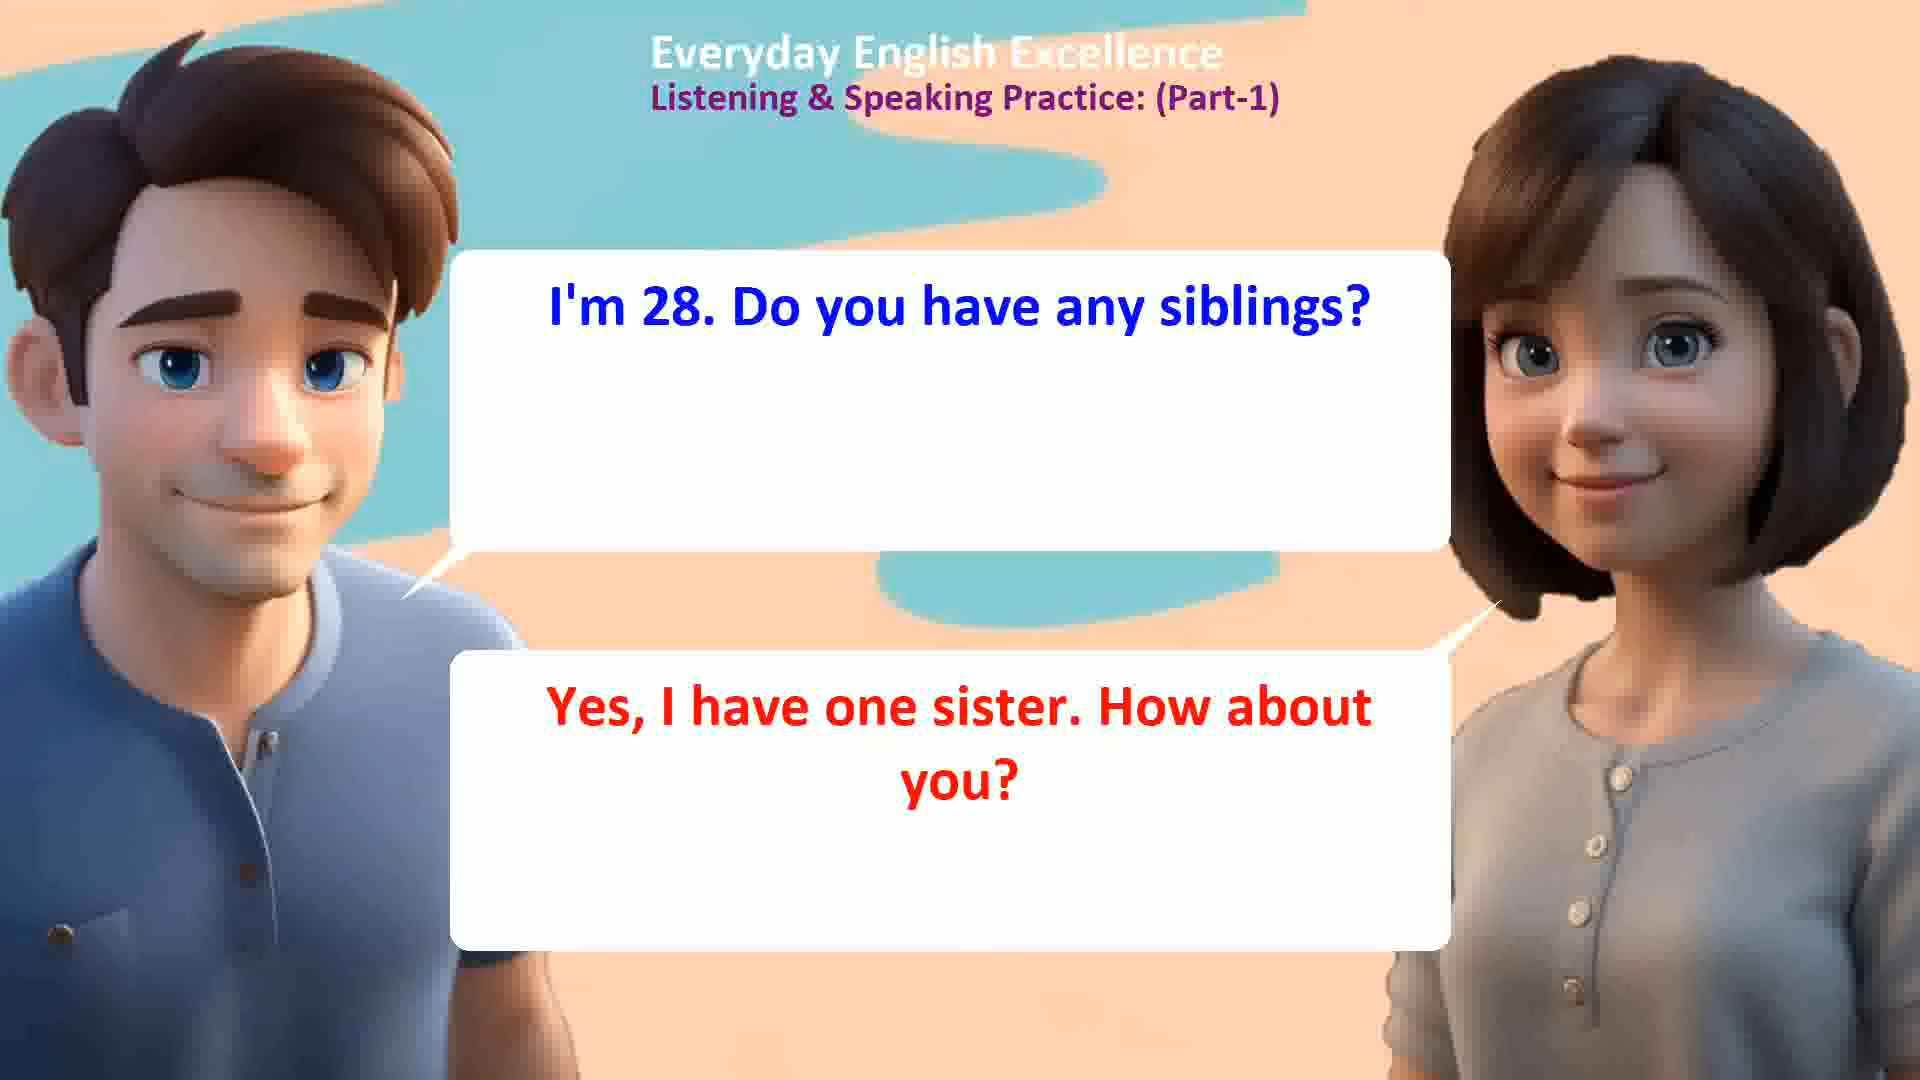 Everyday English Excellence
Listening & Speaking Practice: (Part-1)
I'm 28. Do you have any siblings?
Yes, I have one sister. How about
you?